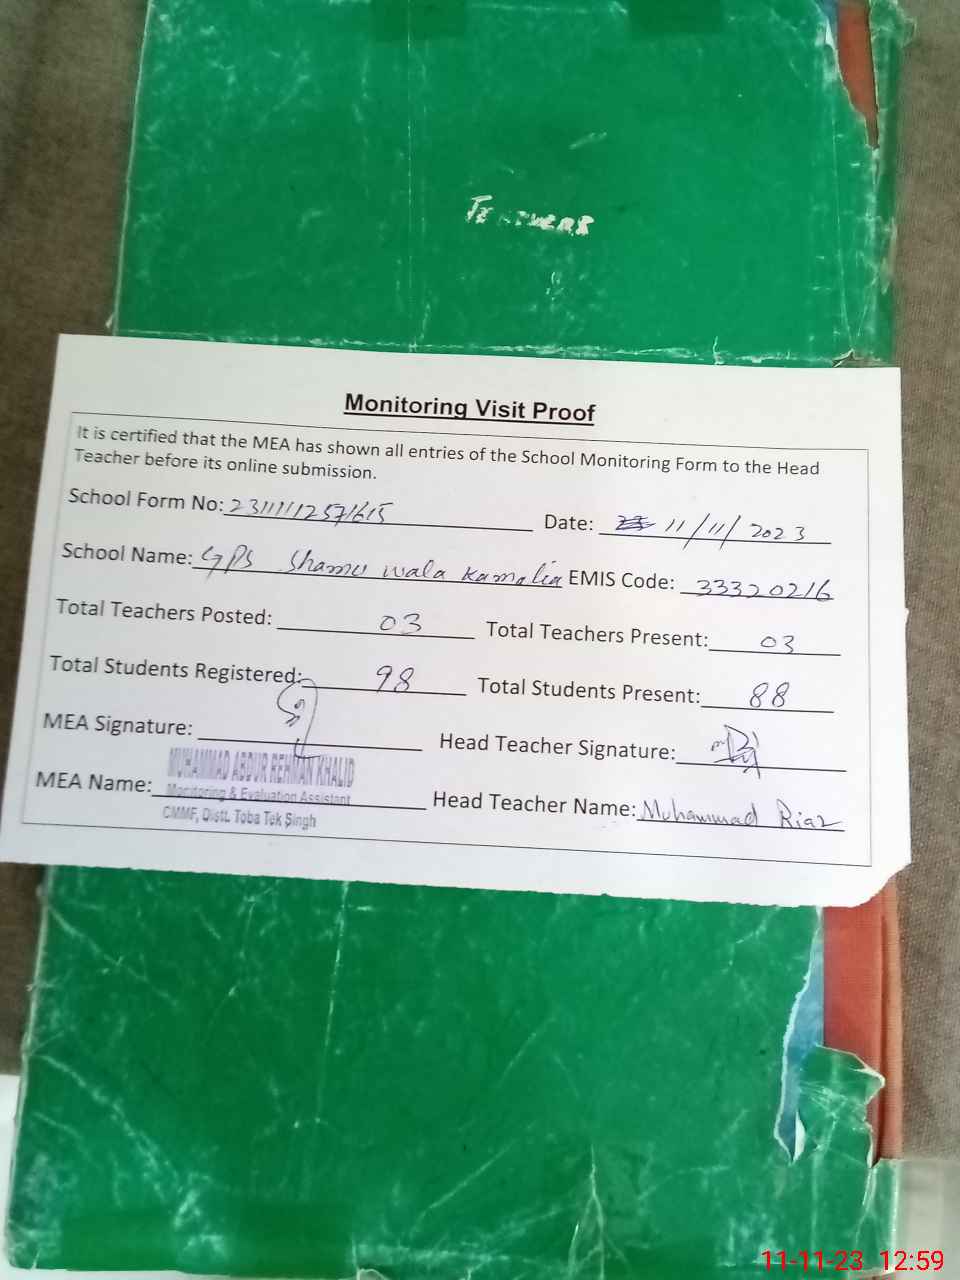 TEACHERS
Monitoring Visit Proof
It is certified that the MEA has shown all entries of the School Monitoring Form to the Head
Teacher before its online submission.
School Form No: 23111112571615 Date: 11/11/2023
School Name: GPS Shamu wala Kamalia EMIS Code: 33320216
Total Teachers Posted: 03 Total Teachers Present: 03
Total Students Registered: 98 Total Students Present: 88
MEA Signature: Head Teacher Signature:
MUHAMMAD ABDUR REHMAN KHALID
MEA Name: Monitoring & Evaluation Assistant Head Teacher Name: Muhammad Riaz
CMMF, Distt. Toba Tek Singh
11-11-23 12:59